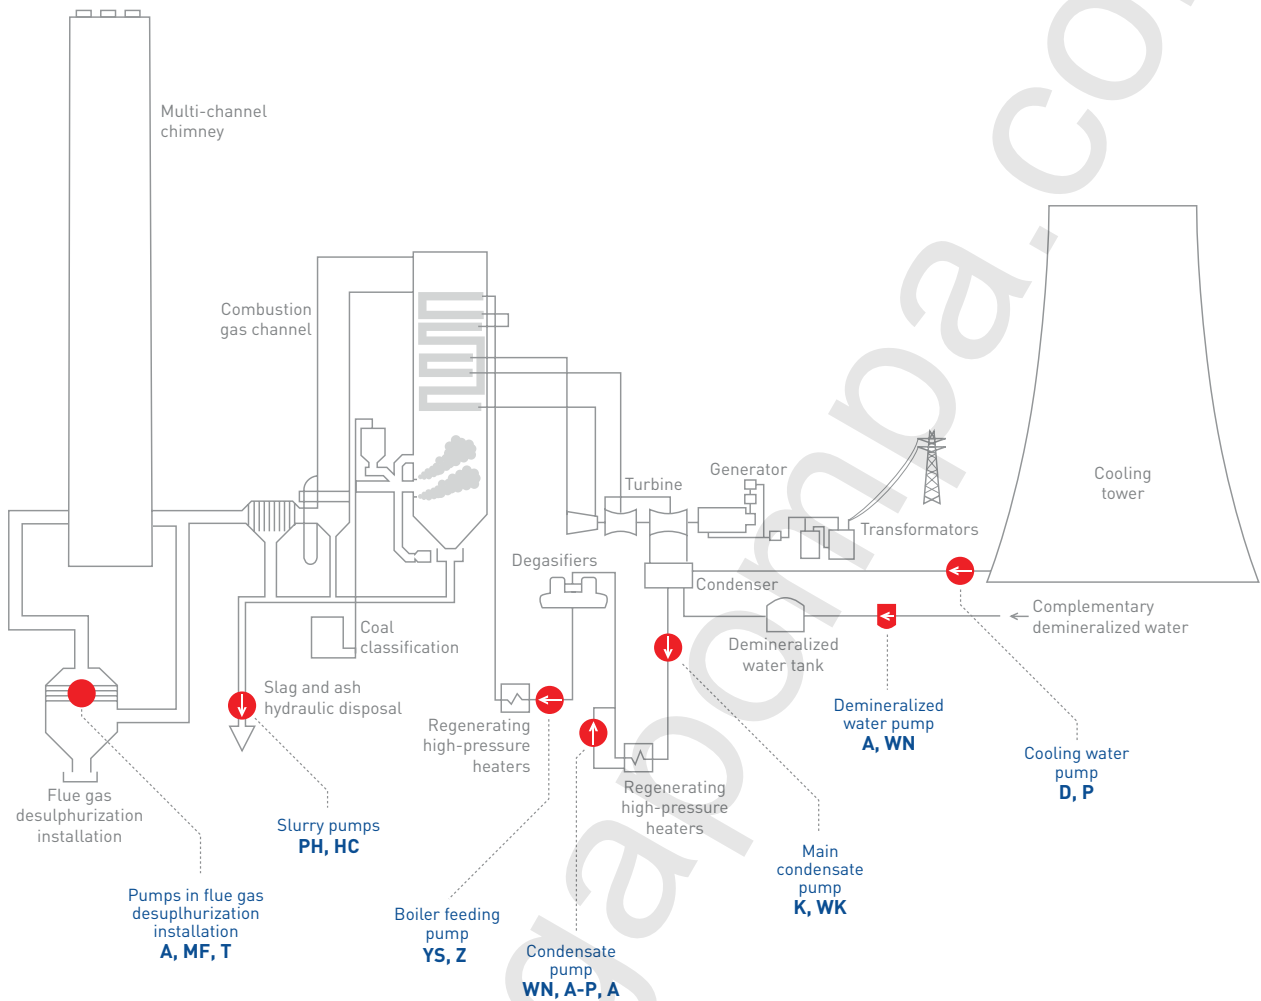 Multi-channel
chimney
Combustion
gas channel
Generator
Turbine
Cooling
tower
Transformators
Degasifiers
Condenser
Complementary
demineralized water
Coal
classification
Demineralized
water tank
Slag and ash
hydraulic disposal
Regenerating
high-pressure
heaters
Demineralized
water pump
A, WN
Cooling water
pump
D, P
Flue gas
desulphurization
installation
Regenerating
high-pressure
heaters
Slurry pumps
PH, HC
Main
condensate
pump
K, WK
Pumps in flue gas
desuplhurization
installation
A, MF, T
Boiler feeding
pump
YS, Z
Condensate
pump
WN, A-P, A
gapompa.co